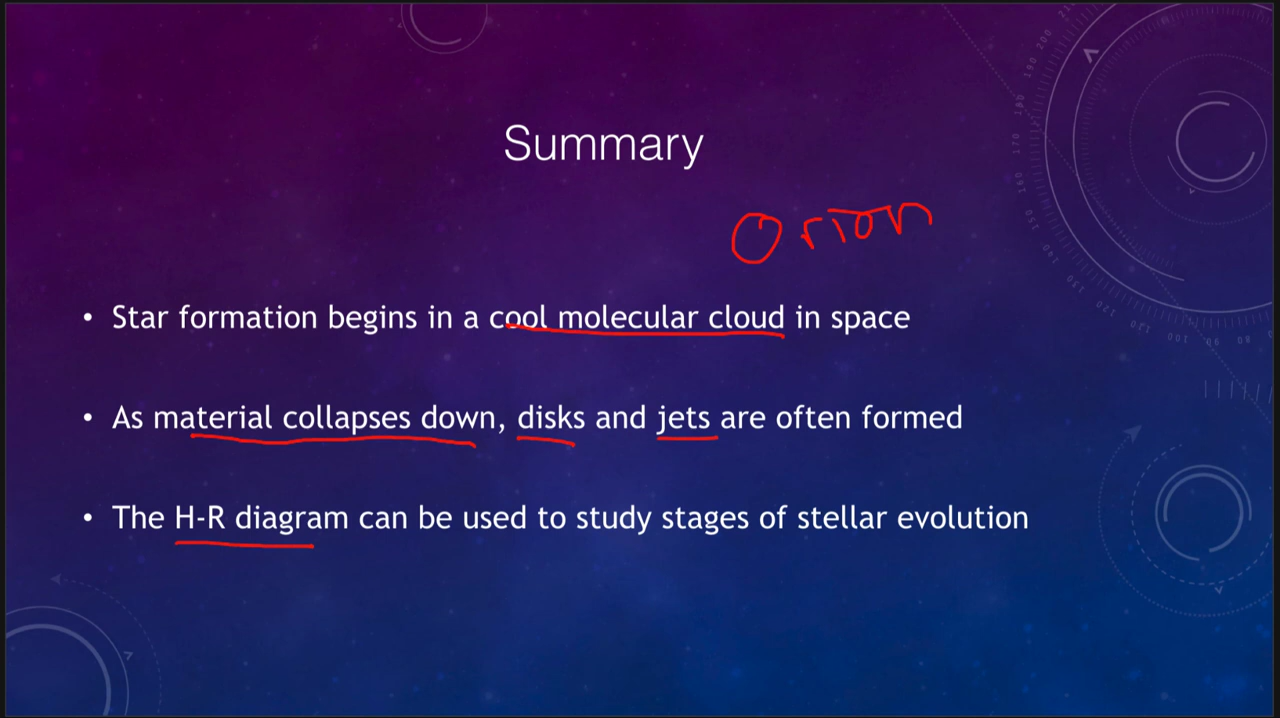 Summary
Orion
• Star formation begins in a cool molecular cloud in space
• As material collapses down, disks and jets are often formed
• The H-R diagram can be used to study stages of stellar evolution